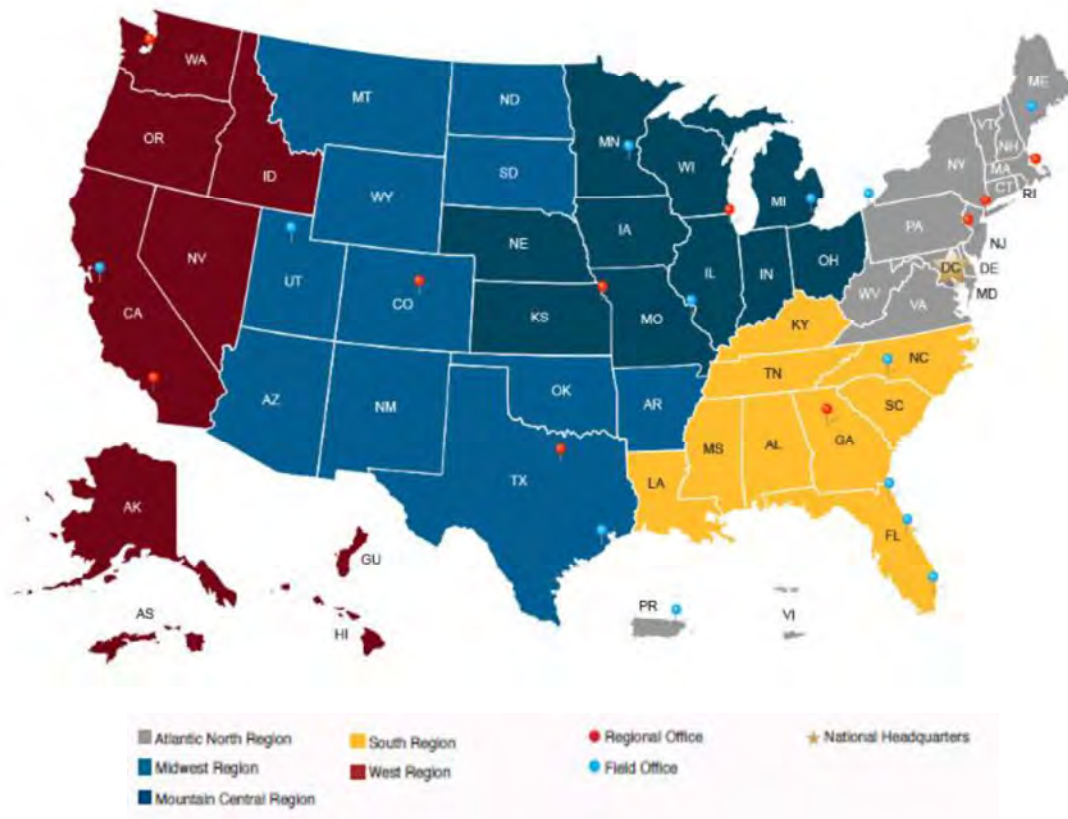 WA
MT
ND
MN
ME
VT
NH
OR
ID
SD
WI
NY
MA
CT
RI
WY
MI
PA
NE
IA
NJ
NV
OH
DC
DE
UT
CO
IL
IN
WV
MD
VA
CA
KS
MO
KY
NC
TN
OK
AZ
NM
AR
SC
MS
AL
GA
TX
LA
AK
FL
GU
AS
PR
VI
HI
Atlantic North Region
South Region
Regional Office
National Headquarters
Midwest Region
West Region
Field Office
Mountain Central Region